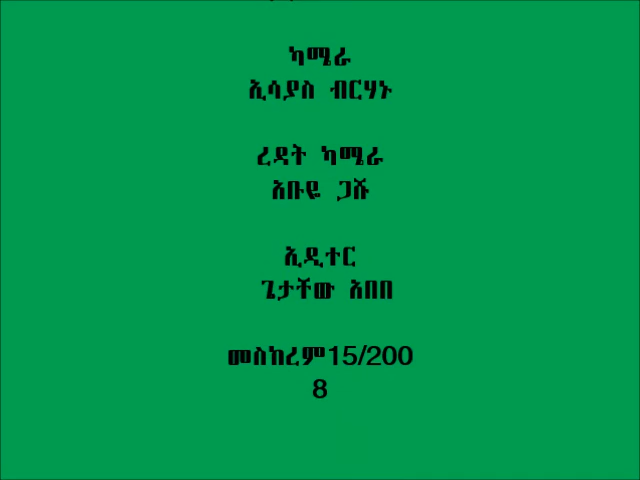 ካሜራ
ኢሳያስ ብርሃኑ
ረዳት ካሜራ
አቡዬ ጋሹ
ኢዲተር
ጌታቸው አበበ
መስከረም15/200
8